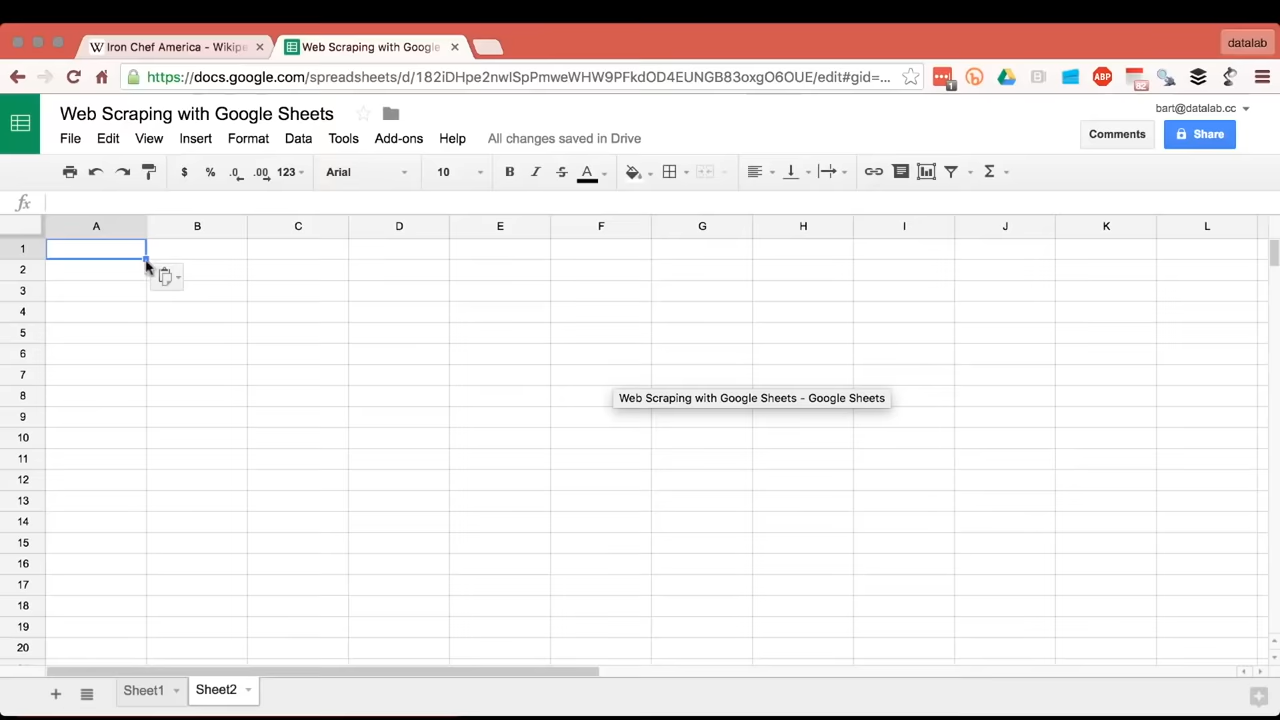 Iron Chef America - Wikipe
Web Scraping with Google
datalab
https://docs.google.com/spreadsheets/d/182iDHpe2nwlSpPmweWHW9PFkdOD4EUNGB83oxgO6OUE/edit#gid=...
1
ABP
Web Scraping with Google Sheets
bart@datalab.cc
File Edit View Insert Format Data Tools Add-ons Help All changes saved in Drive
Comments
Share
$ % .0 .00 123 Arial 10 B I S A Σ
fx
A B C D E F G H I J K L
1
2
3
4
5
6
7
8
Web Scraping with Google Sheets - Google Sheets
9
10
11
12
13
14
15
16
17
18
19
20
Sheet1 Sheet2